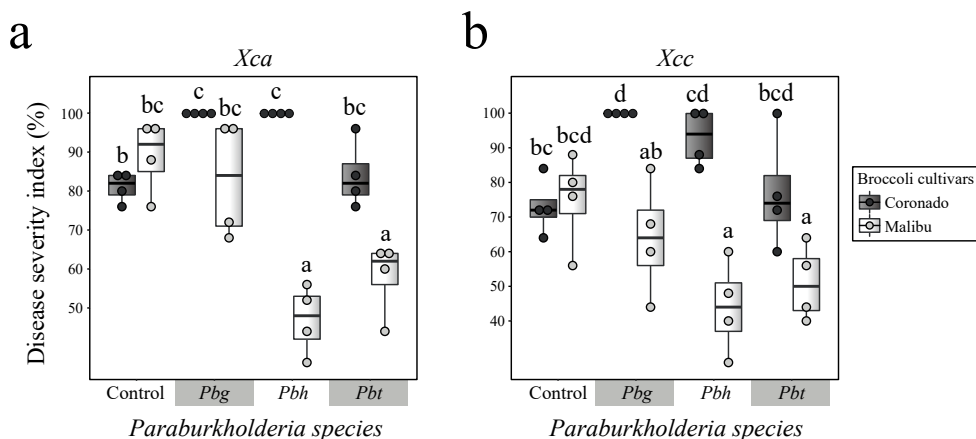 a
Xca
Disease severity index (%)
100
90
80
70
60
50
b
bc
c
bc
c
a
bc
a
Control
Pbg
Pbh
Pbt
Paraburkholderia species
b
Xcc
100
90
80
70
60
50
40
bc
bcd
d
ab
cd
a
bcd
a
Control
Pbg
Pbh
Pbt
Paraburkholderia species
Broccoli cultivars
Coronado
Malibu